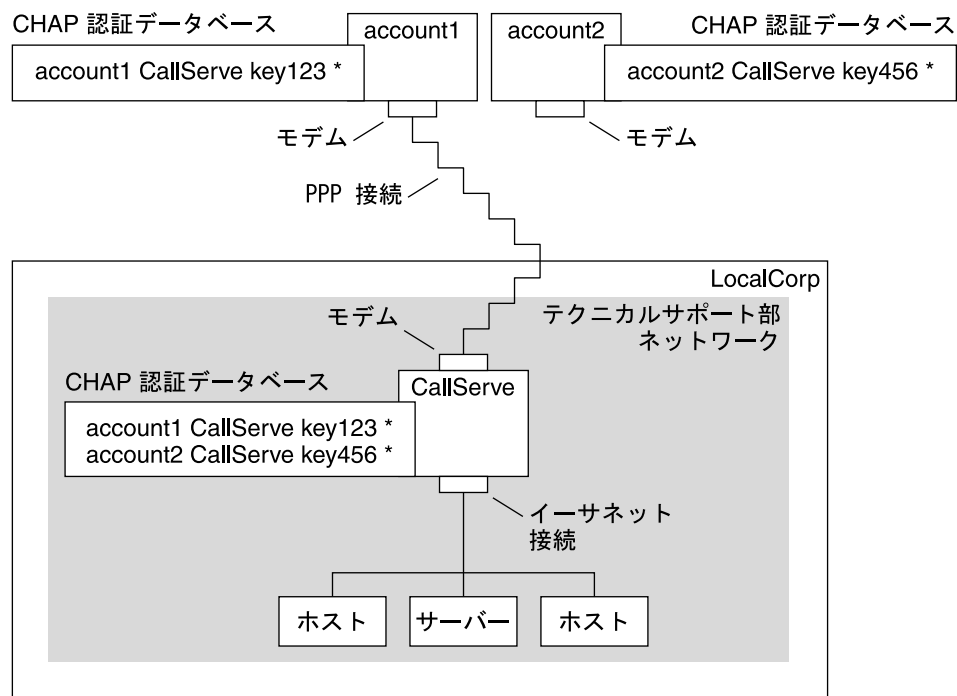 CHAP 認証データベース
account1
account2
CHAP 認証データベース
account1 CallServe key123 *
account2 CallServe key456 *
モデム
モデム
PPP 接続
LocalCorp
モデム
テクニカルサポート部
ネットワーク
CHAP 認証データベース
CallServe
account1 CallServe key123 *
account2 CallServe key456 *
イーサネット
接続
ホスト
サーバー
ホスト